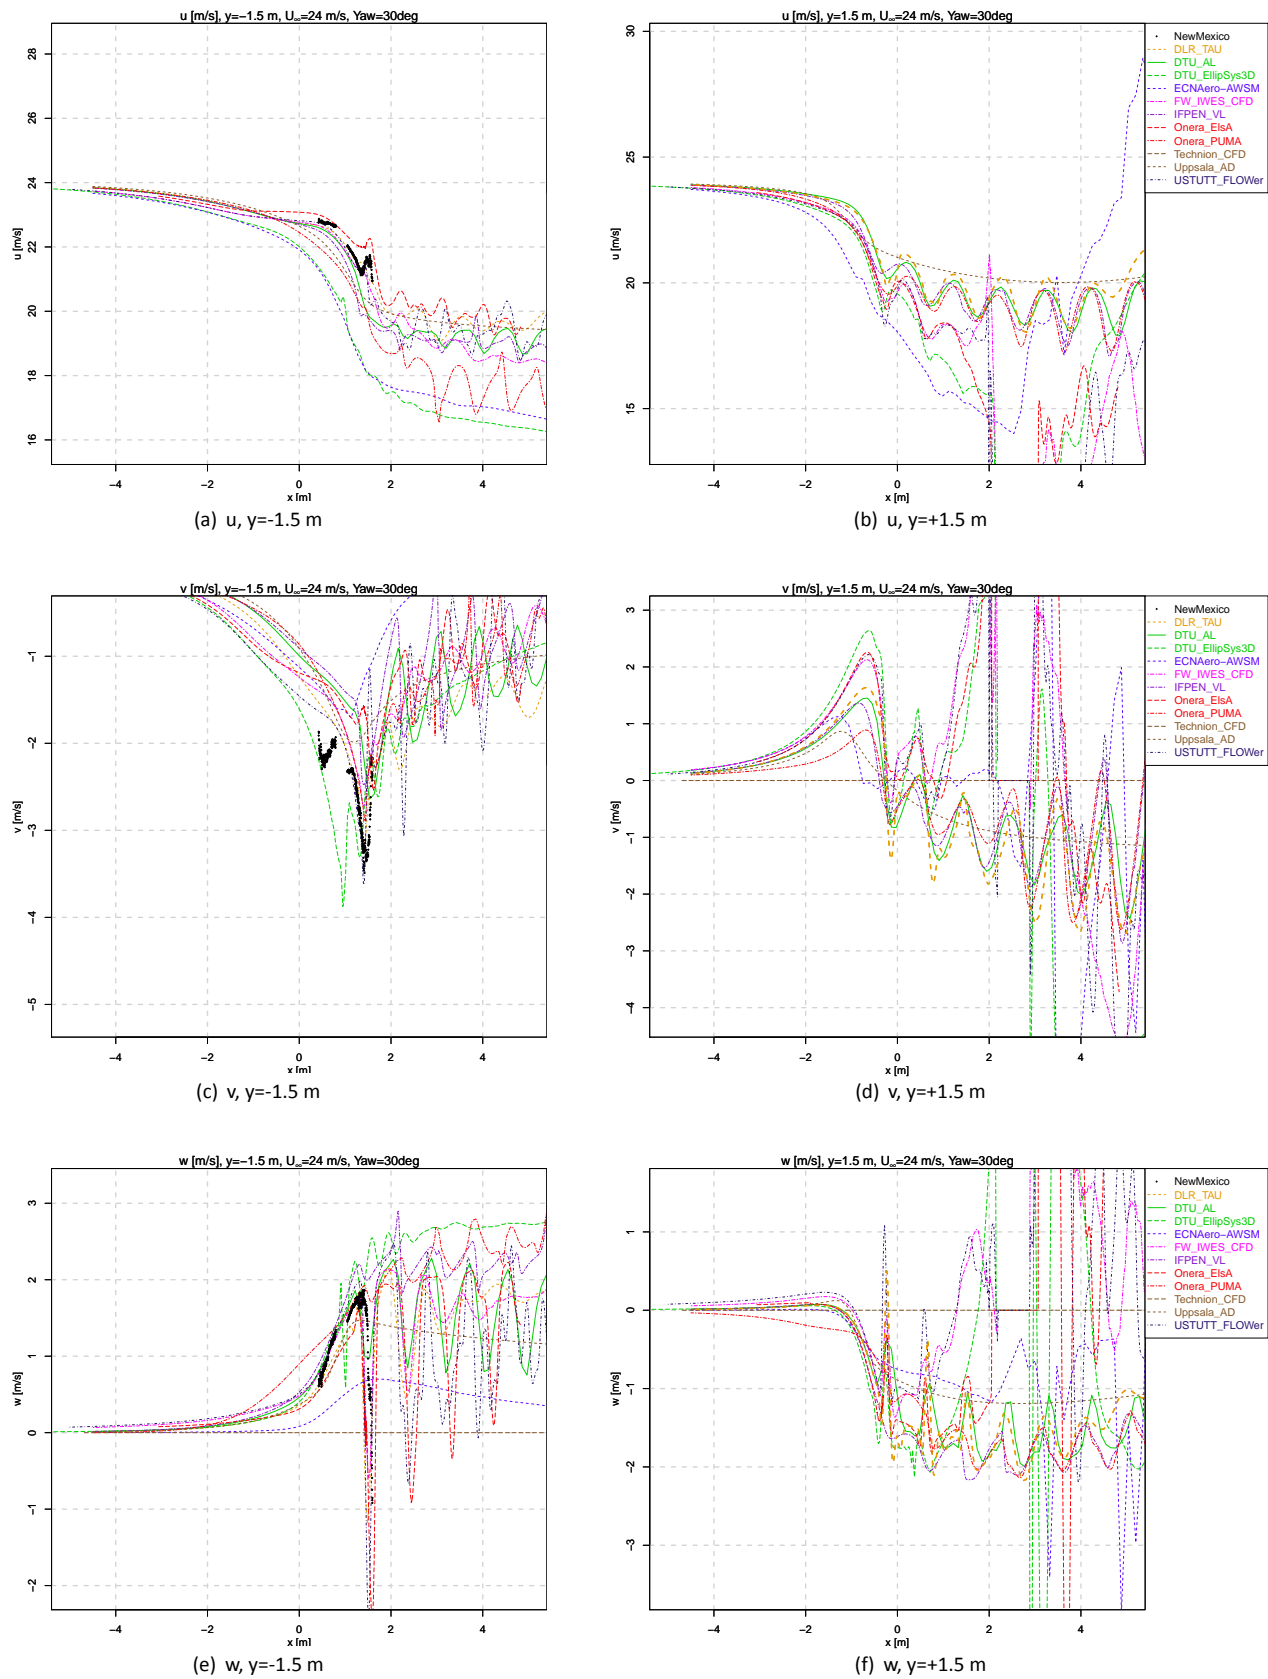 u [m/s], y=−1.5 m, U∞=24 m/s, Yaw=30deg
u [m/s]
28
26
24
22
20
18
16
−4 −2 0 2 4
x [m]
(a) u, y=-1.5 m
u [m/s], y=1.5 m, U∞=24 m/s, Yaw=30deg
u [m/s]
30
25
20
15
−4 −2 0 2 4
x [m]
NewMexico
DLR_TAU
DTU_AL
DTU_EllipSys3D
ECNAero−AWSM
FW_IWES_CFD
IFPEN_VL
Onera_ElsA
Onera_PUMA
Technion_CFD
Uppsala_AD
USTUTT_FLOWer
(b) u, y=+1.5 m
v [m/s], y=−1.5 m, U∞=24 m/s, Yaw=30deg
v [m/s]
−1
−2
−3
−4
−5
−4 −2 0 2 4
x [m]
(c) v, y=-1.5 m
v [m/s], y=1.5 m, U∞=24 m/s, Yaw=30deg
v [m/s]
3
2
1
0
−1
−2
−3
−4
−4 −2 0 2 4
x [m]
NewMexico
DLR_TAU
DTU_AL
DTU_EllipSys3D
ECNAero−AWSM
FW_IWES_CFD
IFPEN_VL
Onera_ElsA
Onera_PUMA
Technion_CFD
Uppsala_AD
USTUTT_FLOWer
(d) v, y=+1.5 m
w [m/s], y=−1.5 m, U∞=24 m/s, Yaw=30deg
w [m/s]
3
2
1
0
−1
−2
−4 −2 0 2 4
x [m]
(e) w, y=-1.5 m
w [m/s], y=1.5 m, U∞=24 m/s, Yaw=30deg
w [m/s]
1
0
−1
−2
−3
−4 −2 0 2 4
x [m]
NewMexico
DLR_TAU
DTU_AL
DTU_EllipSys3D
ECNAero−AWSM
FW_IWES_CFD
IFPEN_VL
Onera_ElsA
Onera_PUMA
Technion_CFD
Uppsala_AD
USTUTT_FLOWer
(f) w, y=+1.5 m